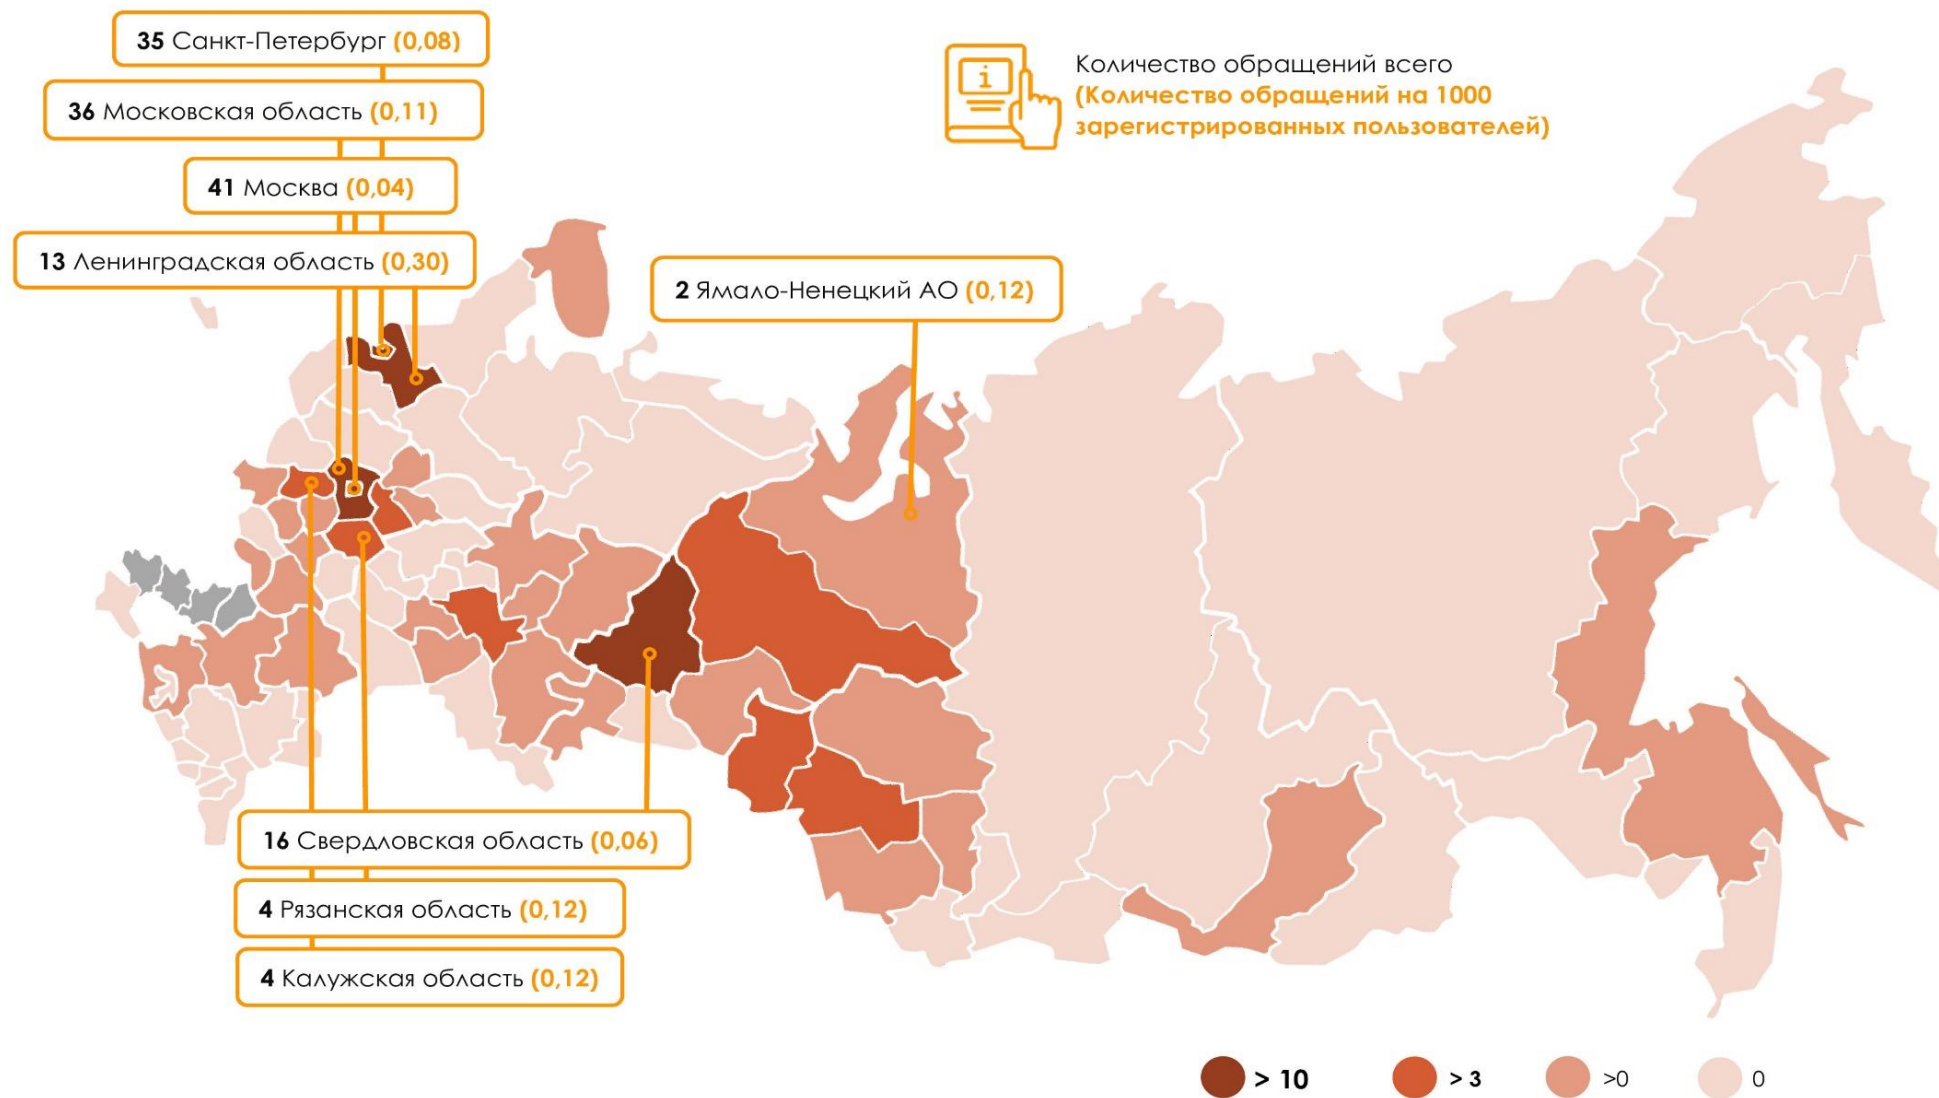 35 Санкт-Петербург (0,08)
36 Московская область (0,11)
41 Москва (0,04)
13 Ленинградская область (0,30)
i
Количество обращений всего
(Количество обращений на 1000
зарегистрированных пользователей)
2 Ямало-Ненецкий АО (0,12)
16 Свердловская область (0,06)
4 Рязанская область (0,12)
4 Калужская область (0,12)
> 10
> 3
>0
0